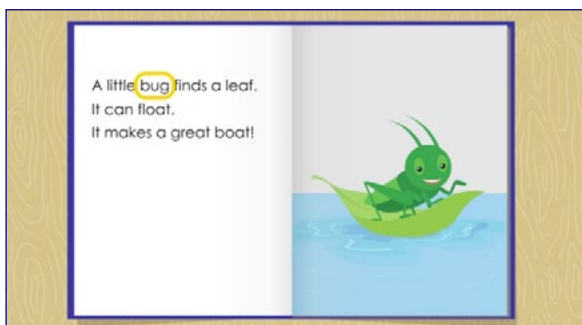 A little bug finds a leaf.
It can float.
It makes a great boat!